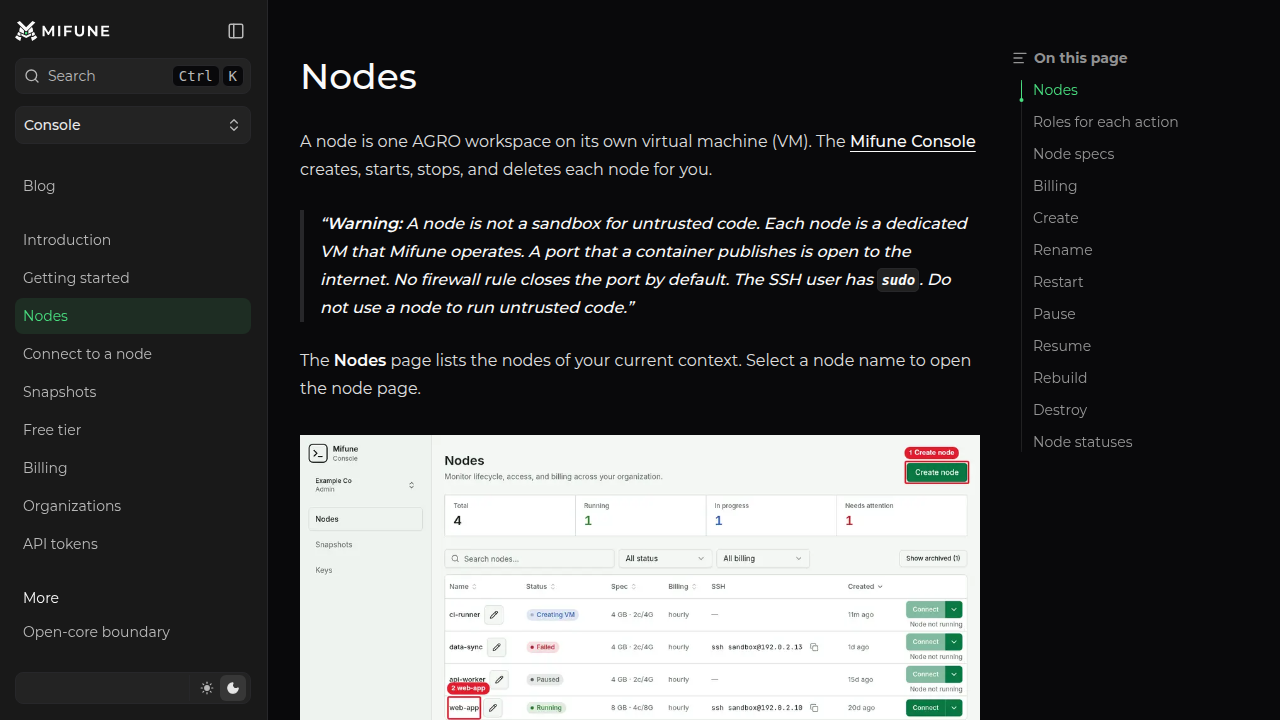 MIFUNE
Search Ctrl K
Console
Blog
Introduction
Getting started
Nodes
Connect to a node
Snapshots
Free tier
Billing
Organizations
API tokens
More
Open-core boundary
Nodes
A node is one AGRO workspace on its own virtual machine (VM). The Mifune Console
creates, starts, stops, and deletes each node for you.
“Warning: A node is not a sandbox for untrusted code. Each node is a dedicated
VM that Mifune operates. A port that a container publishes is open to the
internet. No firewall rule closes the port by default. The SSH user has sudo. Do
not use a node to run untrusted code.”
The Nodes page lists the nodes of your current context. Select a node name to open
the node page.
Mifune
Console
Example Co
Admin
Nodes
Snapshots
Keys
Nodes
Monitor lifecycle, access, and billing across your organization.
1 Create node
Create node
Total Running In progress Needs attention
4 1 1 1
Search nodes... All status All billing Show archived (1)
Name Status Spec Billing SSH Created
ci-runner Creating VM 4 GB · 2c/4G hourly — 11m ago Connect
Node not running
data-sync Failed 4 GB · 2c/4G hourly ssh sandbox@192.0.2.13 1d ago Connect
Node not running
api-worker Paused 4 GB · 2c/4G hourly — 15d ago Connect
Node not running
2 web-app
web-app Running 8 GB · 4c/8G hourly ssh sandbox@192.0.2.10 20d ago Connect
On this page
Nodes
Roles for each action
Node specs
Billing
Create
Rename
Restart
Pause
Resume
Rebuild
Destroy
Node statuses